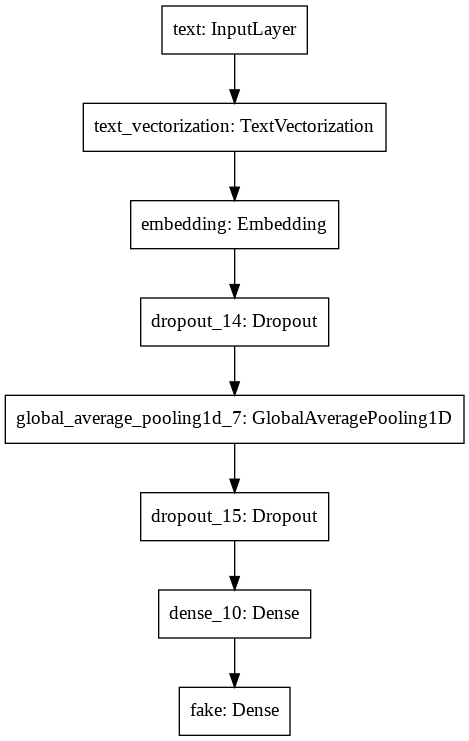 text: InputLayer
text_vectorization: TextVectorization
embedding: Embedding
dropout_14: Dropout
global_average_pooling1d_7: GlobalAveragePooling1D
dropout_15: Dropout
dense_10: Dense
fake: Dense